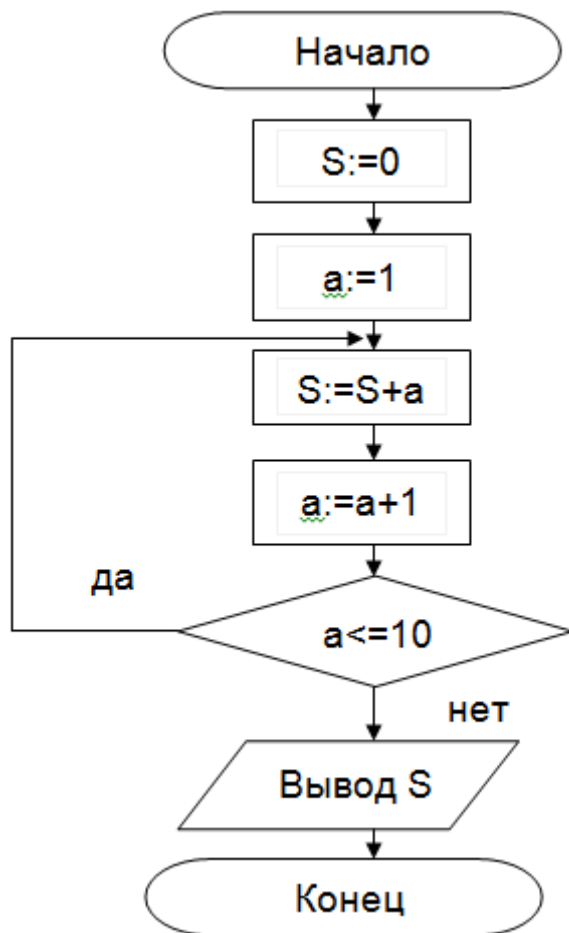 Начало
S:=0
a:=1
S:=S+a
a:=a+1
да
a<=10
нет
Вывод S
Конец